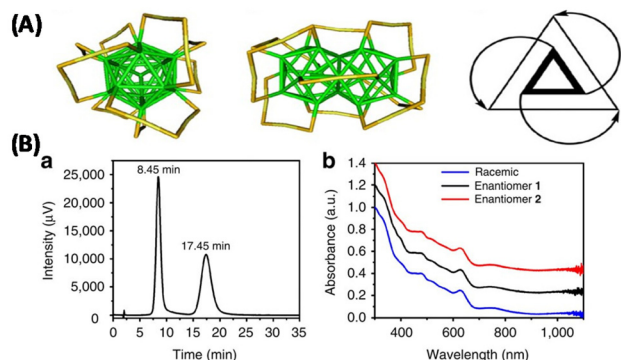 (A)
(B)
a
8.45 min
17.45 min
25,000
20,000
15,000
10,000
5,000
0
Intensity (µV)
0 5 10 15 20 25 30 35
Time (min)
b
Racemic
Enantiomer 1
Enantiomer 2
1.4
1.2
1.0
0.8
0.6
0.4
0.2
0.0
Absorbance (a.u.)
400 600 800 1,000
Wavelength (nm)